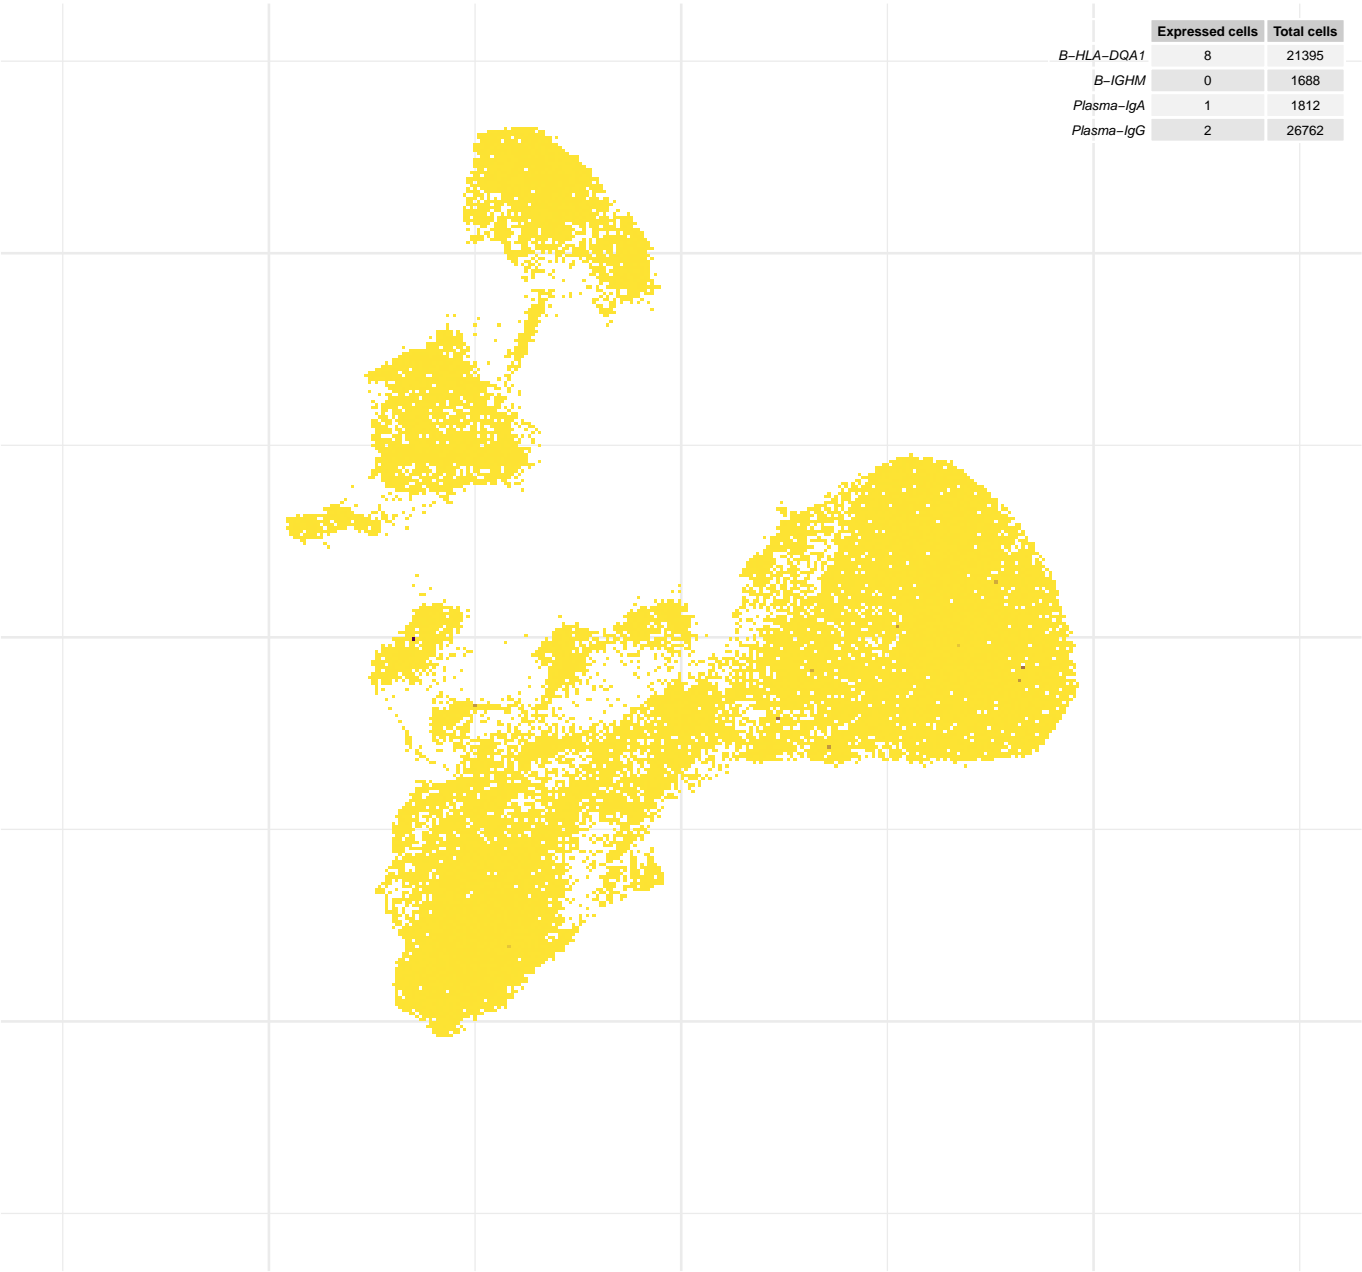 Expressed cells Total cells
B−HLA−DQA1 8 21395
B−IGHM 0 1688
Plasma−IgA 1 1812
Plasma−IgG 2 26762